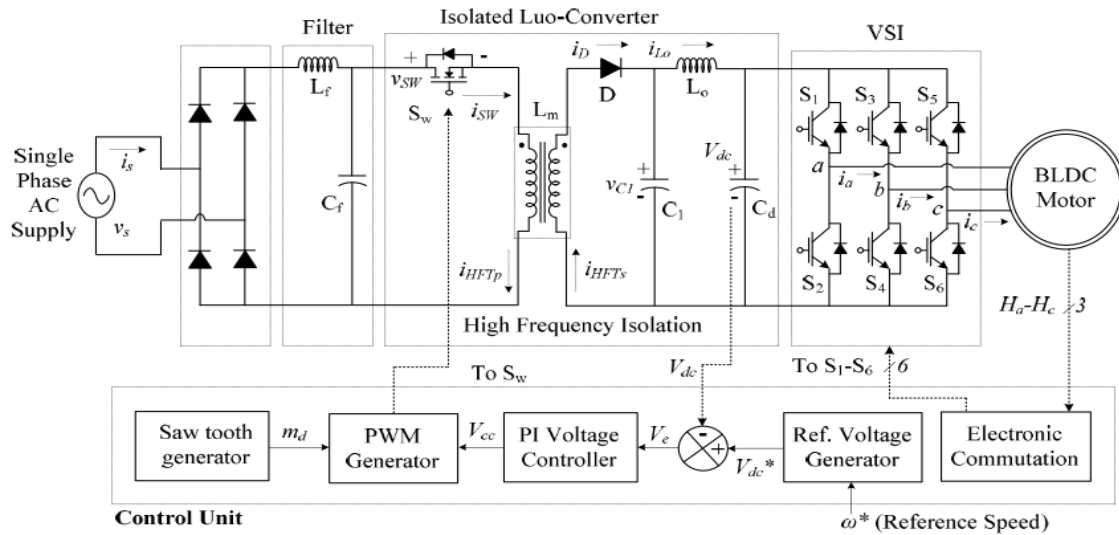 Isolated Luo-Converter
Filter
VSI
+
-
i_D
i_Lo
L_f
v_SW
S_w
i_SW
L_m
D
L_o
S_1
S_3
S_5
Single
Phase
AC
Supply
i_s
v_s
C_f
+
v_C1
-
C_1
V_dc
+
-
C_d
a
i_a
b
i_b
c
i_c
BLDC
Motor
S_2
S_4
S_6
i_HFTp
i_HFTs
High Frequency Isolation
H_a-H_c
3
To S_w
V_dc
To S_1-S_6
6
Saw tooth
generator
m_d
PWM
Generator
V_cc
PI Voltage
Controller
V_e
-
+
V_dc*
Ref. Voltage
Generator
Electronic
Commutation
Control Unit
ω* (Reference Speed)